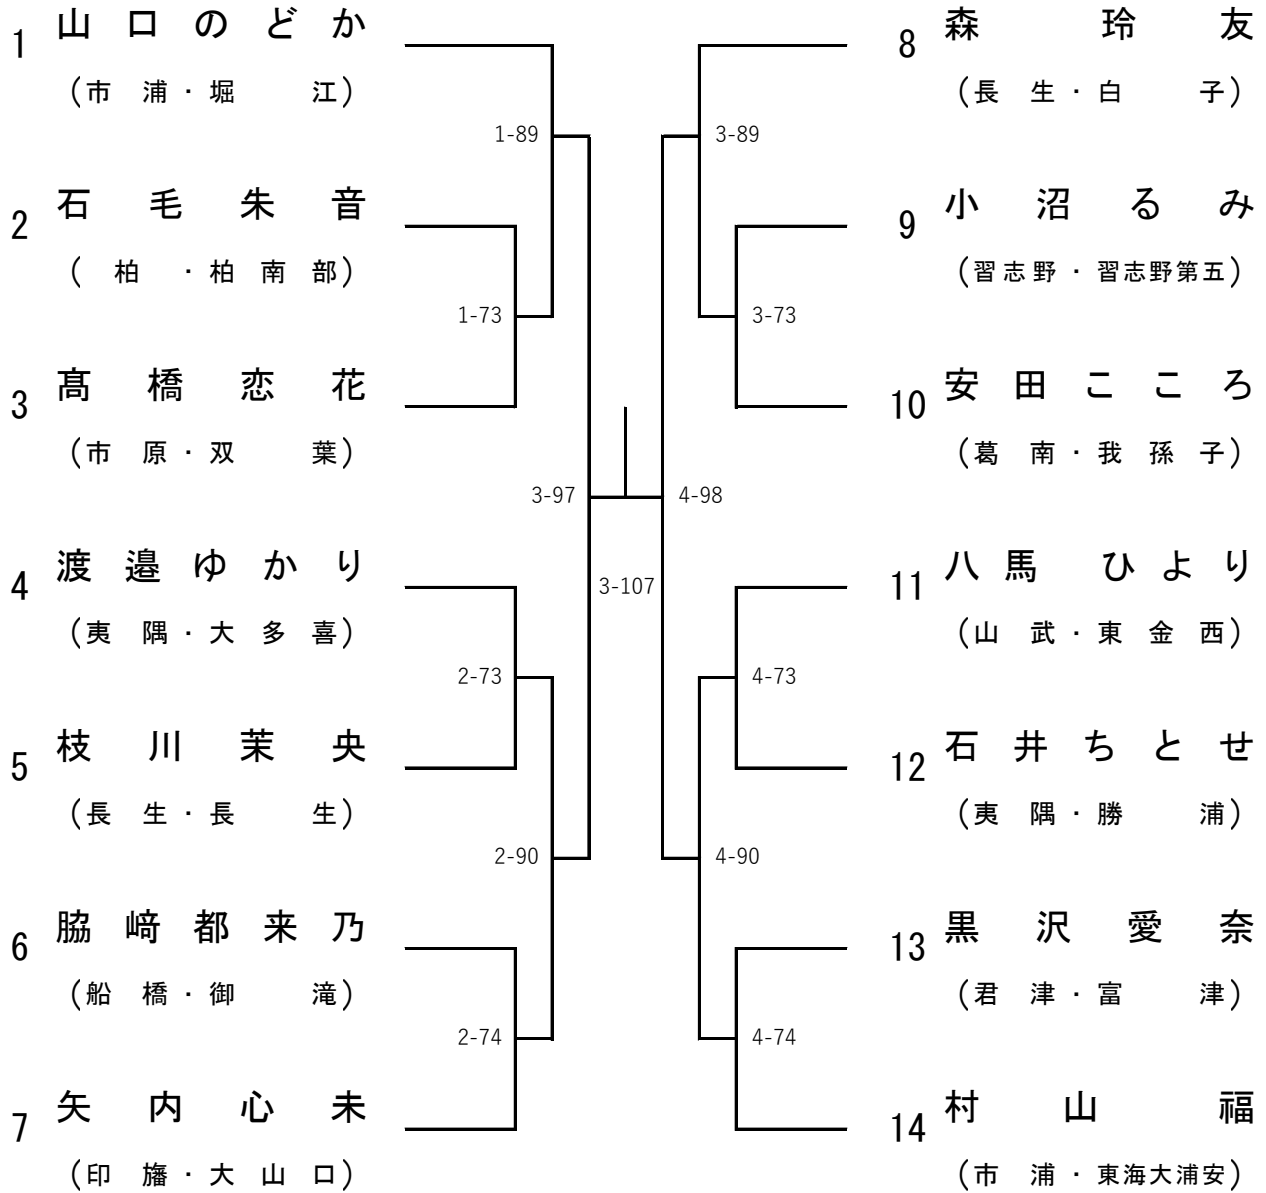 1 山口のどか
(市浦・堀江)
1-89
2 石毛朱音
(柏・柏南部)
1-73
3 髙橋恋花
(市原・双葉)
3-97
4 渡邉ゆかり
(夷隅・大多喜)
2-73
5 枝川茉央
(長生・長生)
2-90
6 脇﨑都来乃
(船橋・御滝)
2-74
7 矢内心未
(印旛・大山口)
3-107
8 森玲友
(長生・白子)
3-89
9 小沼るみ
(習志野・習志野第五)
3-73
10 安田こころ
(葛南・我孫子)
4-98
11 八馬ひより
(山武・東金西)
4-73
12 石井ちとせ
(夷隅・勝浦)
4-90
13 黒沢愛奈
(君津・富津)
4-74
14 村山福
(市浦・東海大浦安)